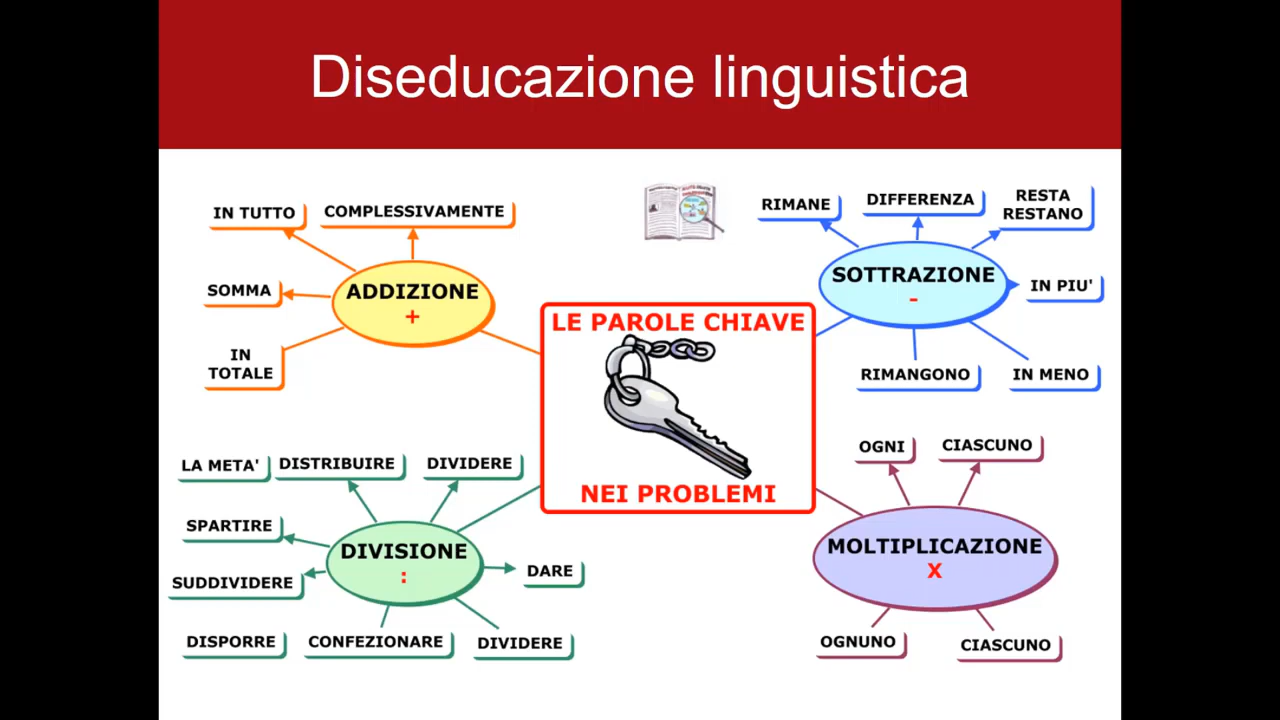 Diseducazione linguistica
IN TUTTO
COMPLESSIVAMENTE
SOMMA
ADDIZIONE
+
IN
TOTALE
RIMANE
DIFFERENZA
RESTA
RESTANO
SOTTRAZIONE
-
IN PIU'
RIMANGONO
IN MENO
LE PAROLE CHIAVE
NEI PROBLEMI
LA META'
DISTRIBUIRE
DIVIDERE
SPARTIRE
DIVISIONE
:
SUDDIVIDERE
DARE
DISPORRE
CONFEZIONARE
DIVIDERE
OGNI
CIASCUNO
MOLTIPLICAZIONE
X
OGNUNO
CIASCUNO